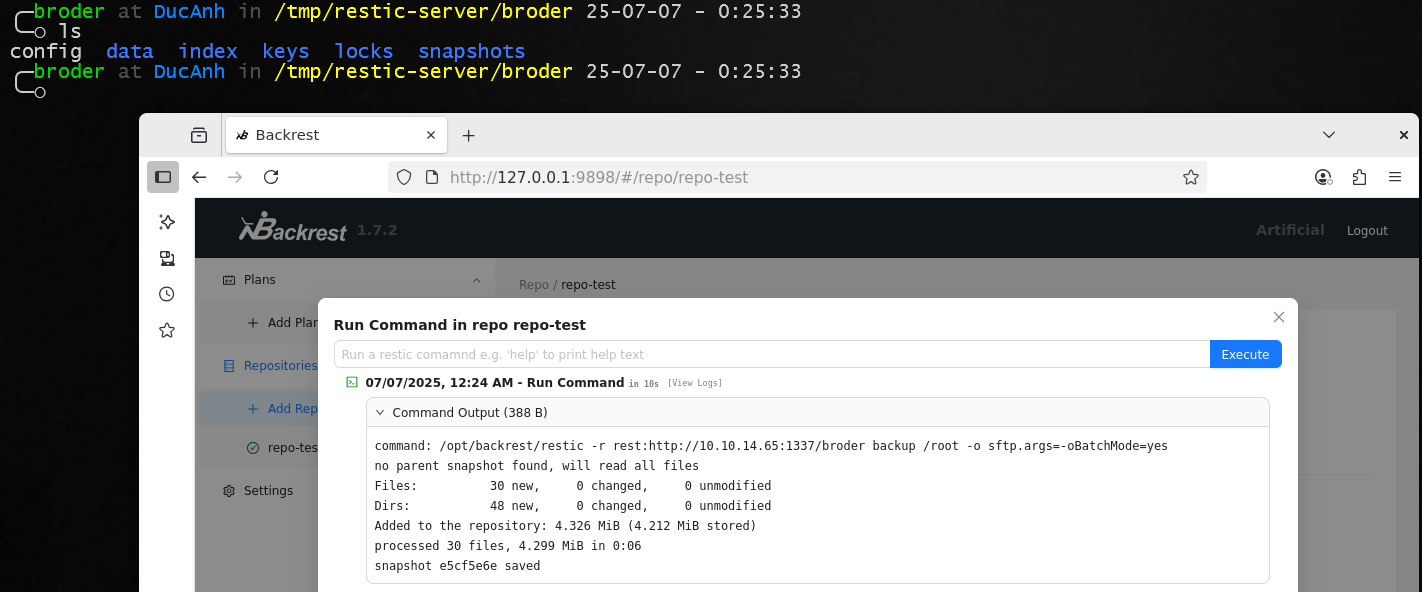 broder at DucAnh in /tmp/restic-server/broder 25-07-07 - 0:25:33
ls
config data index keys locks snapshots
broder at DucAnh in /tmp/restic-server/broder 25-07-07 - 0:25:33
Backrest
http://127.0.0.1:9898/#/repo/repo-test
Backrest 1.7.2 Artificial Logout
Plans
Repo / repo-test
Add Plan
Repositories
Add Rep
repo-tes
Settings
Run Command in repo repo-test
Run a restic comamnd e.g. 'help' to print help text Execute
07/07/2025, 12:24 AM - Run Command in 10s [View Logs]
Command Output (388 B)
command: /opt/backrest/restic -r rest:http://10.10.14.65:1337/broder backup /root -o sftp.args=-oBatchMode=yes
no parent snapshot found, will read all files
Files: 30 new, 0 changed, 0 unmodified
Dirs: 48 new, 0 changed, 0 unmodified
Added to the repository: 4.326 MiB (4.212 MiB stored)
processed 30 files, 4.299 MiB in 0:06
snapshot e5cf5e6e saved